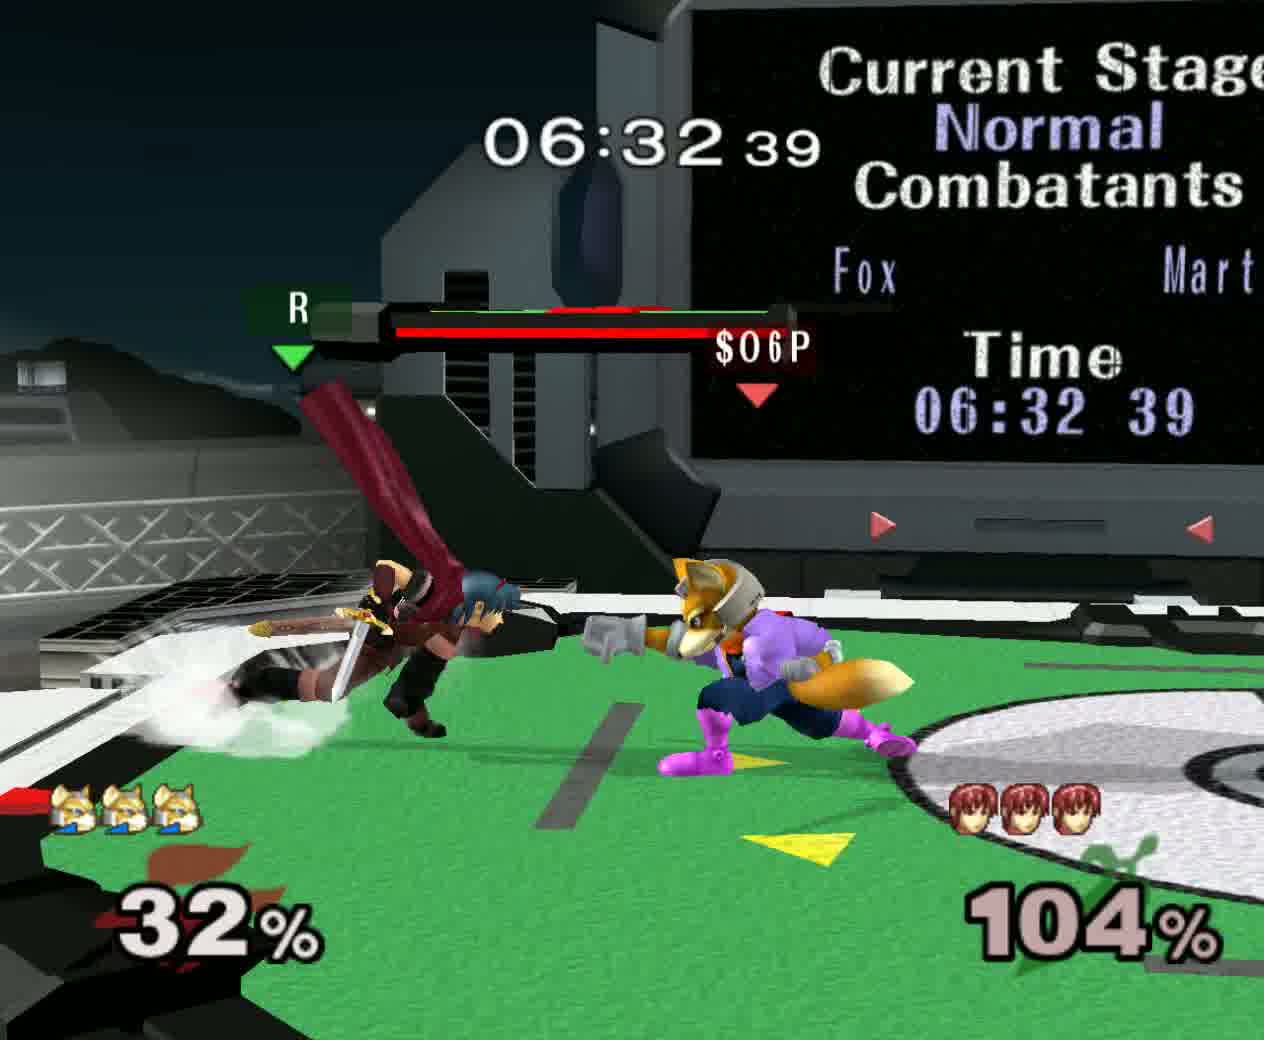 Current Stage
Normal
06:32 39
Combatants
Fox Mart
R
$06P
Time
06:32 39
32%
104%